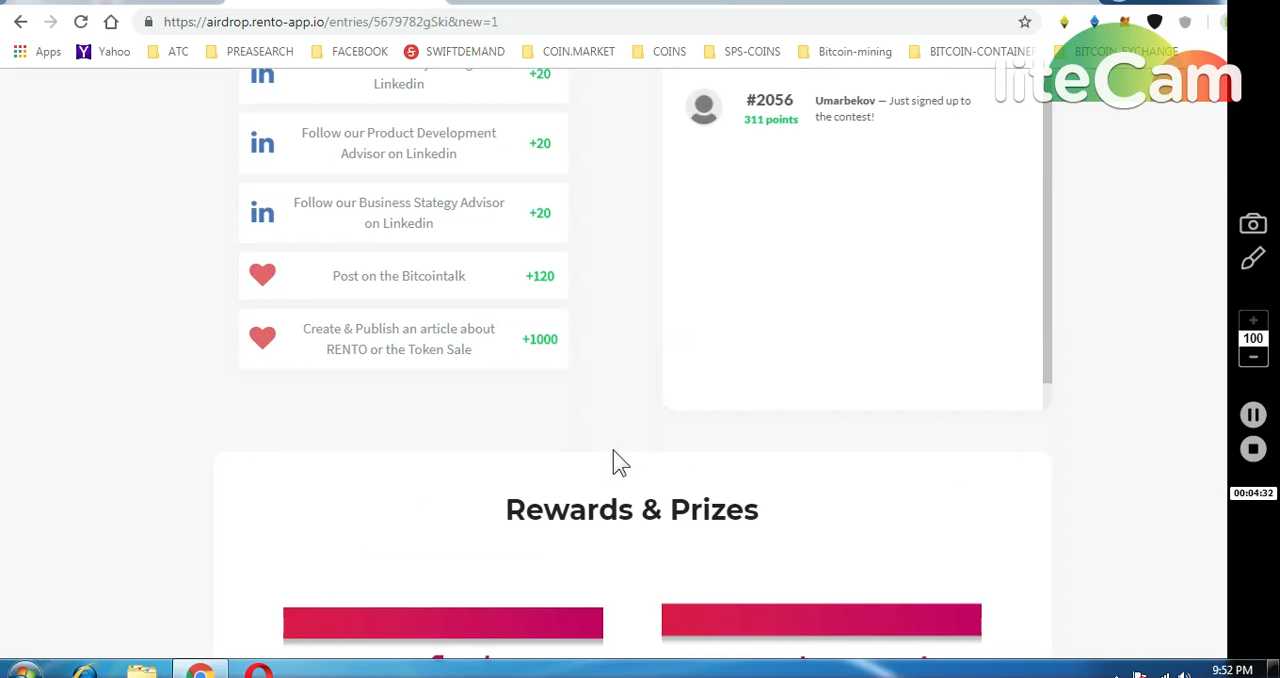 https://airdrop.rento-app.io/entries/5679782gSki&new=1
Apps
Yahoo
ATC
PREASEARCH
FACEBOOK
SWIFTDEMAND
COIN.MARKET
COINS
SPS-COINS
Bitcoin-mining
BITCOIN-CONTAINE
BITCOIN-EXCHANGE
liteCam
Linkedin
+20
Follow our Product Development
Advisor on Linkedin
+20
Follow our Business Stategy Advisor
on Linkedin
+20
Post on the Bitcointalk
+120
Create & Publish an article about
RENTO or the Token Sale
+1000
#2056
311 points
Umarbekov — Just signed up to
the contest!
Rewards & Prizes
100
00:04:32
9:52 PM